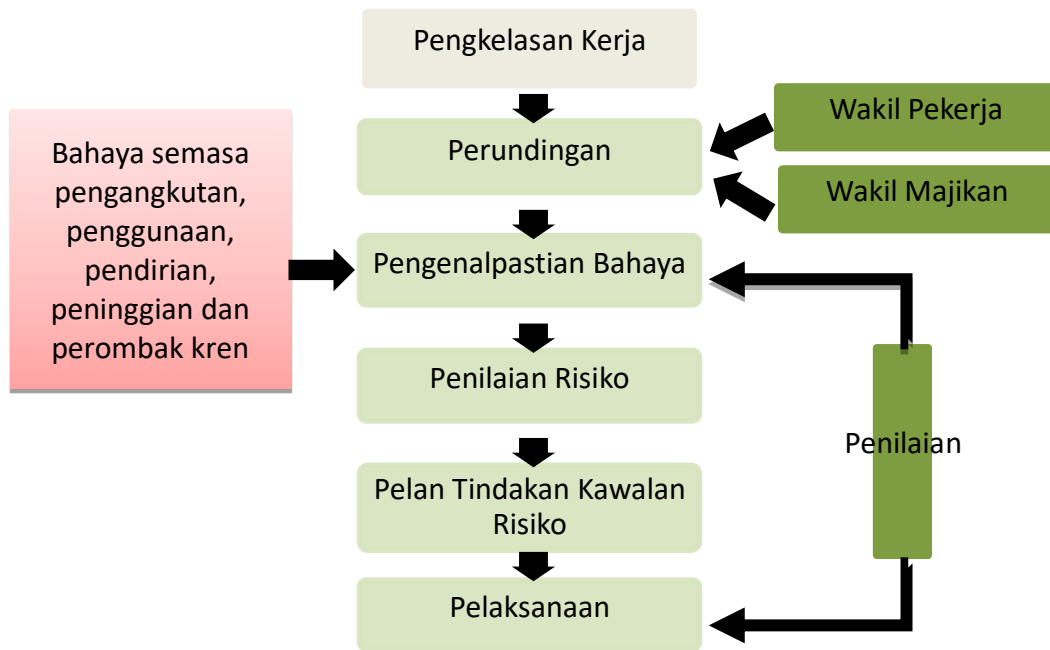 Pengkelasan Kerja
Wakil Pekerja
Perundingan
Wakil Majikan
Bahaya semasa
pengangkutan,
penggunaan,
pendirian,
peninggian dan
perombak kren
Pengenalpastian Bahaya
Penilaian Risiko
Penilaian
Pelan Tindakan Kawalan
Risiko
Pelaksanaan